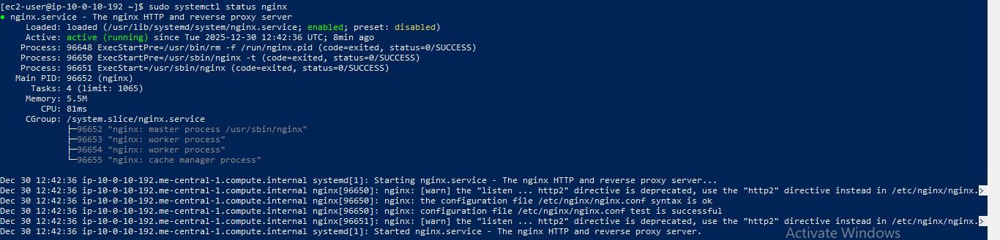 [ec2-user@ip-10-0-10-192 ~]$ sudo systemctl status nginx
● nginx.service - The nginx HTTP and reverse proxy server
Loaded: loaded (/usr/lib/systemd/system/nginx.service; enabled; preset: disabled)
Active: active (running) since Tue 2025-12-30 12:42:36 UTC; 8min ago
Process: 96648 ExecStartPre=/usr/bin/rm -f /run/nginx.pid (code=exited, status=0/SUCCESS)
Process: 96650 ExecStartPre=/usr/sbin/nginx -t (code=exited, status=0/SUCCESS)
Process: 96651 ExecStart=/usr/sbin/nginx (code=exited, status=0/SUCCESS)
Main PID: 96652 (nginx)
Tasks: 4 (limit: 1065)
Memory: 5.5M
CPU: 81ms
CGroup: /system.slice/nginx.service
├─96652 "nginx: master process /usr/sbin/nginx"
├─96653 "nginx: worker process"
├─96654 "nginx: worker process"
└─96655 "nginx: cache manager process"
Dec 30 12:42:36 ip-10-0-10-192.me-central-1.compute.internal systemd[1]: Starting nginx.service - The nginx HTTP and reverse proxy server...
Dec 30 12:42:36 ip-10-0-10-192.me-central-1.compute.internal nginx[96650]: nginx: [warn] the "listen ... http2" directive is deprecated, use the "http2" directive instead in /etc/nginx/nginx.>
Dec 30 12:42:36 ip-10-0-10-192.me-central-1.compute.internal nginx[96650]: nginx: the configuration file /etc/nginx/nginx.conf syntax is ok
Dec 30 12:42:36 ip-10-0-10-192.me-central-1.compute.internal nginx[96650]: nginx: configuration file /etc/nginx/nginx.conf test is successful
Dec 30 12:42:36 ip-10-0-10-192.me-central-1.compute.internal nginx[96651]: nginx: [warn] the "listen ... http2" directive is deprecated, use the "http2" directive instead in /etc/nginx/nginx.>
Dec 30 12:42:36 ip-10-0-10-192.me-central-1.compute.internal systemd[1]: Started nginx.service - The nginx HTTP and reverse proxy server.
Activate Windows